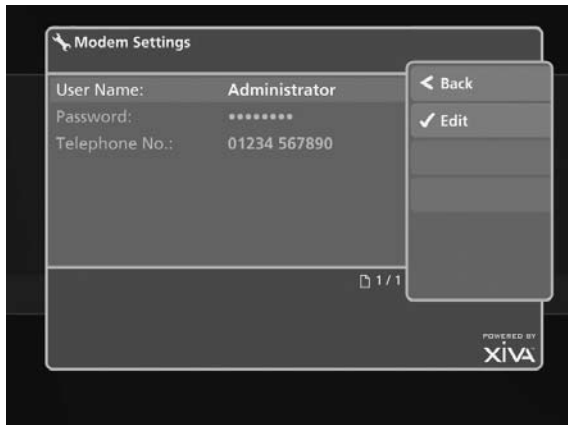 Modem Settings
User Name: Administrator
Password: ••••••••
Telephone No.: 01234 567890
< Back
✓ Edit
1/1
POWERED BY
XiVA